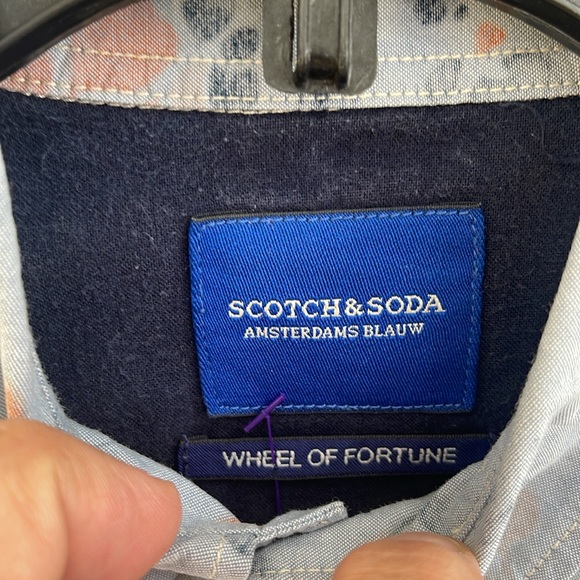 SCOTCH&SODA
AMSTERDAMS BLAUW
WHEEL OF FORTUNE